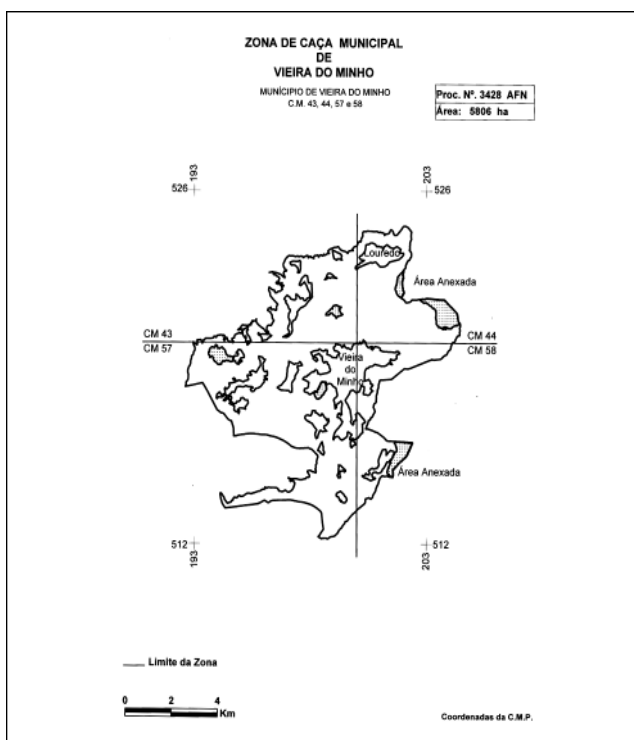 ZONA DE CAÇA MUNICIPAL
DE
VIEIRA DO MINHO
MUNÍCIPIO DE VIEIRA DO MINHO
C.M. 43, 44, 57 e 58
Proc. Nº. 3428 AFN
Área: 5806 ha
193
203
526
526
Louredo
Área Anexada
CM 43
CM 44
CM 57
CM 58
Vieira
do
Minho
Área Anexada
512
512
193
203
Limite da Zona
0 2 4
Km
Coordenadas da C.M.P.